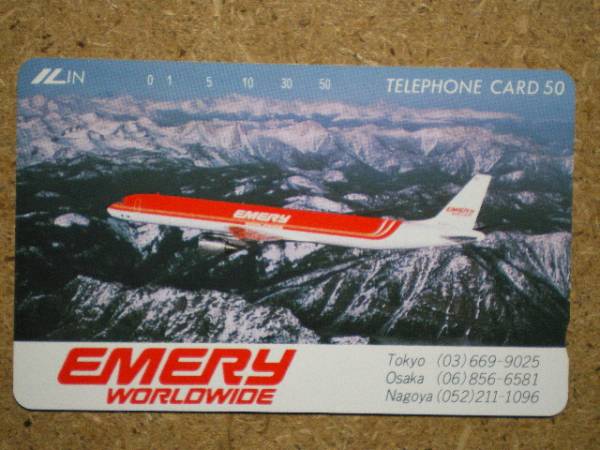 IN 0 1 5 10 30 50 TELEPHONE CARD 50
EMERY
EMERY
EMERY
WORLDWIDE
Tokyo (03) 669-9025
Osaka (06) 856-6581
Nagoya (052) 211-1096